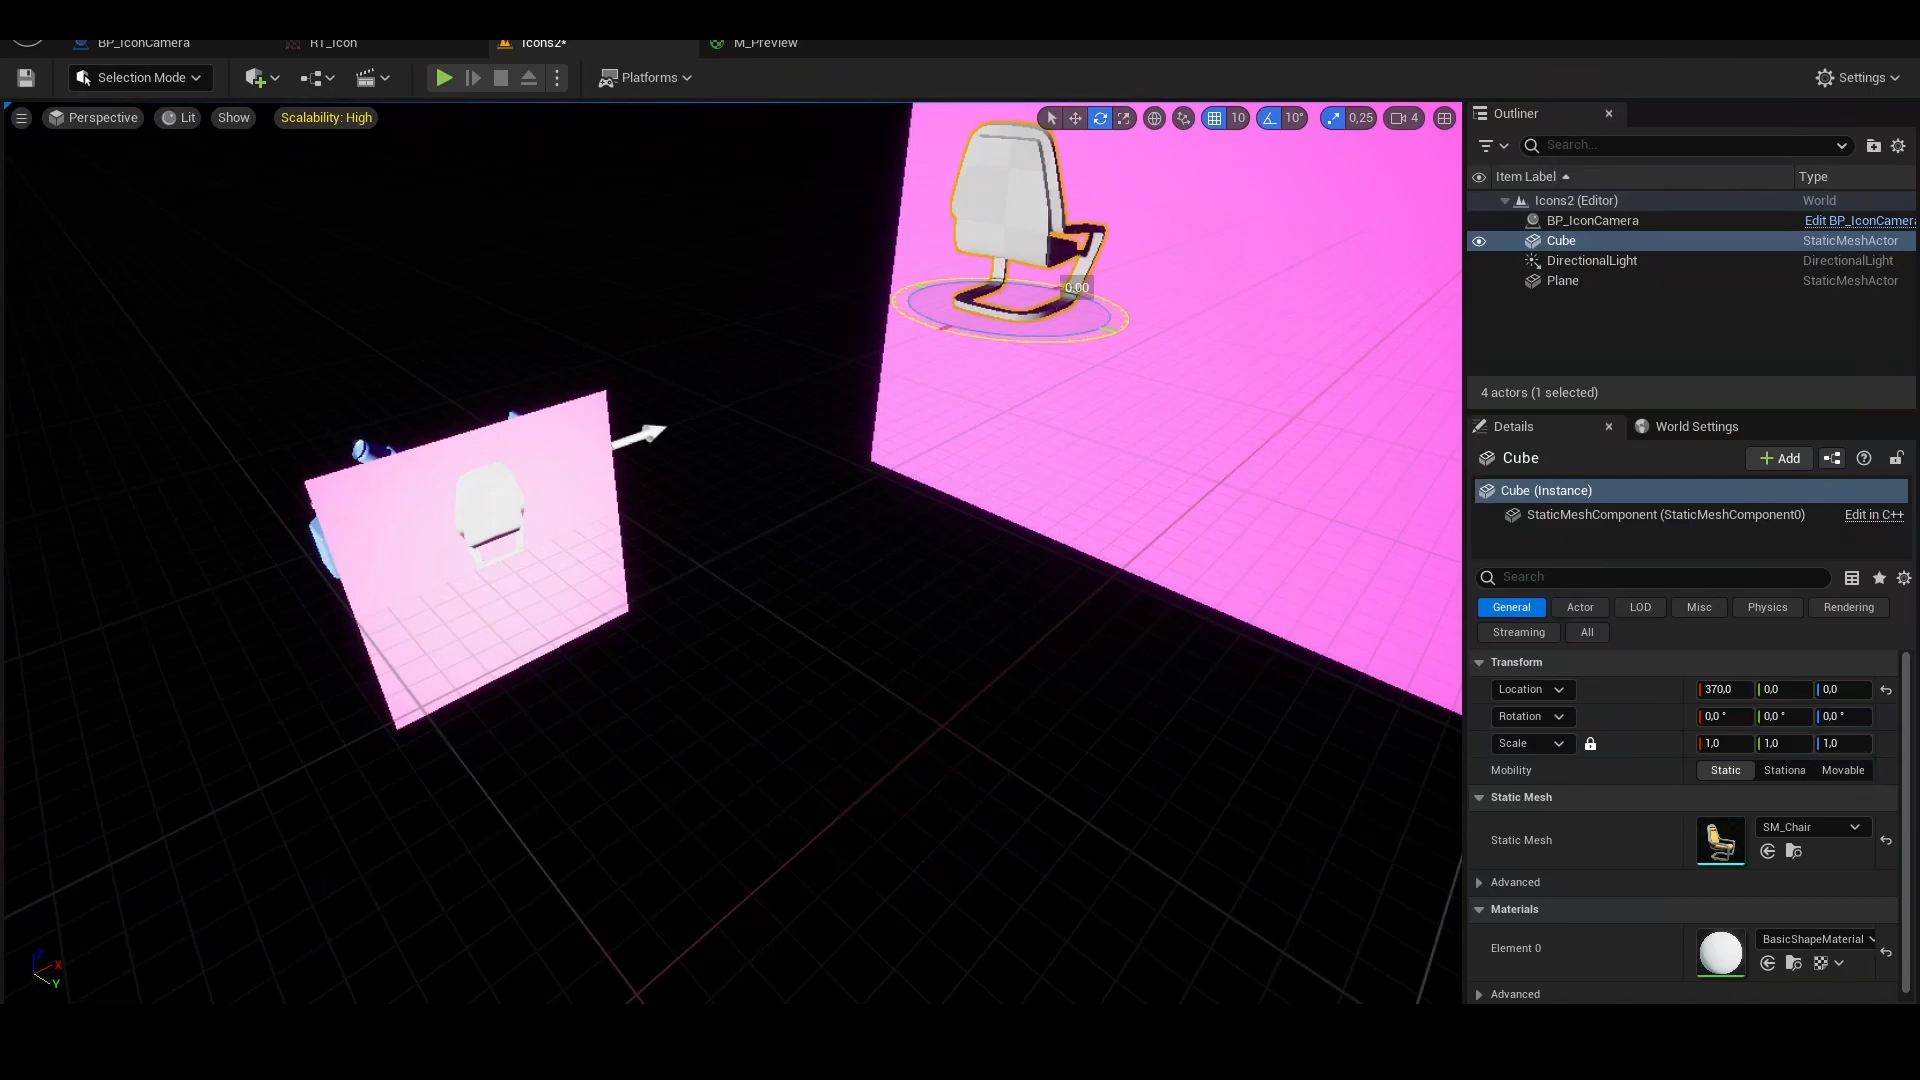 BP_IconCamera
RT_Icon
Icons2*
M_Preview
Selection Mode
Platforms
Settings
Perspective
Lit
Show
Scalability: High
10
10°
0,25
4
0.00
Z
X
Y
Outliner
Search...
Item Label
Type
Icons2 (Editor)
World
BP_IconCamera
Edit BP_IconCamera
Cube
StaticMeshActor
DirectionalLight
DirectionalLight
Plane
StaticMeshActor
4 actors (1 selected)
Details
World Settings
Cube
Add
Cube (Instance)
StaticMeshComponent (StaticMeshComponent0)
Edit in C++
Search
General
Actor
LOD
Misc
Physics
Rendering
Streaming
All
Transform
Location
370,0
0,0
0,0
Rotation
0,0 °
0,0 °
0,0 °
Scale
1,0
1,0
1,0
Mobility
Static
Stationa
Movable
Static Mesh
Static Mesh
SM_Chair
Advanced
Materials
Element 0
BasicShapeMaterial
Advanced